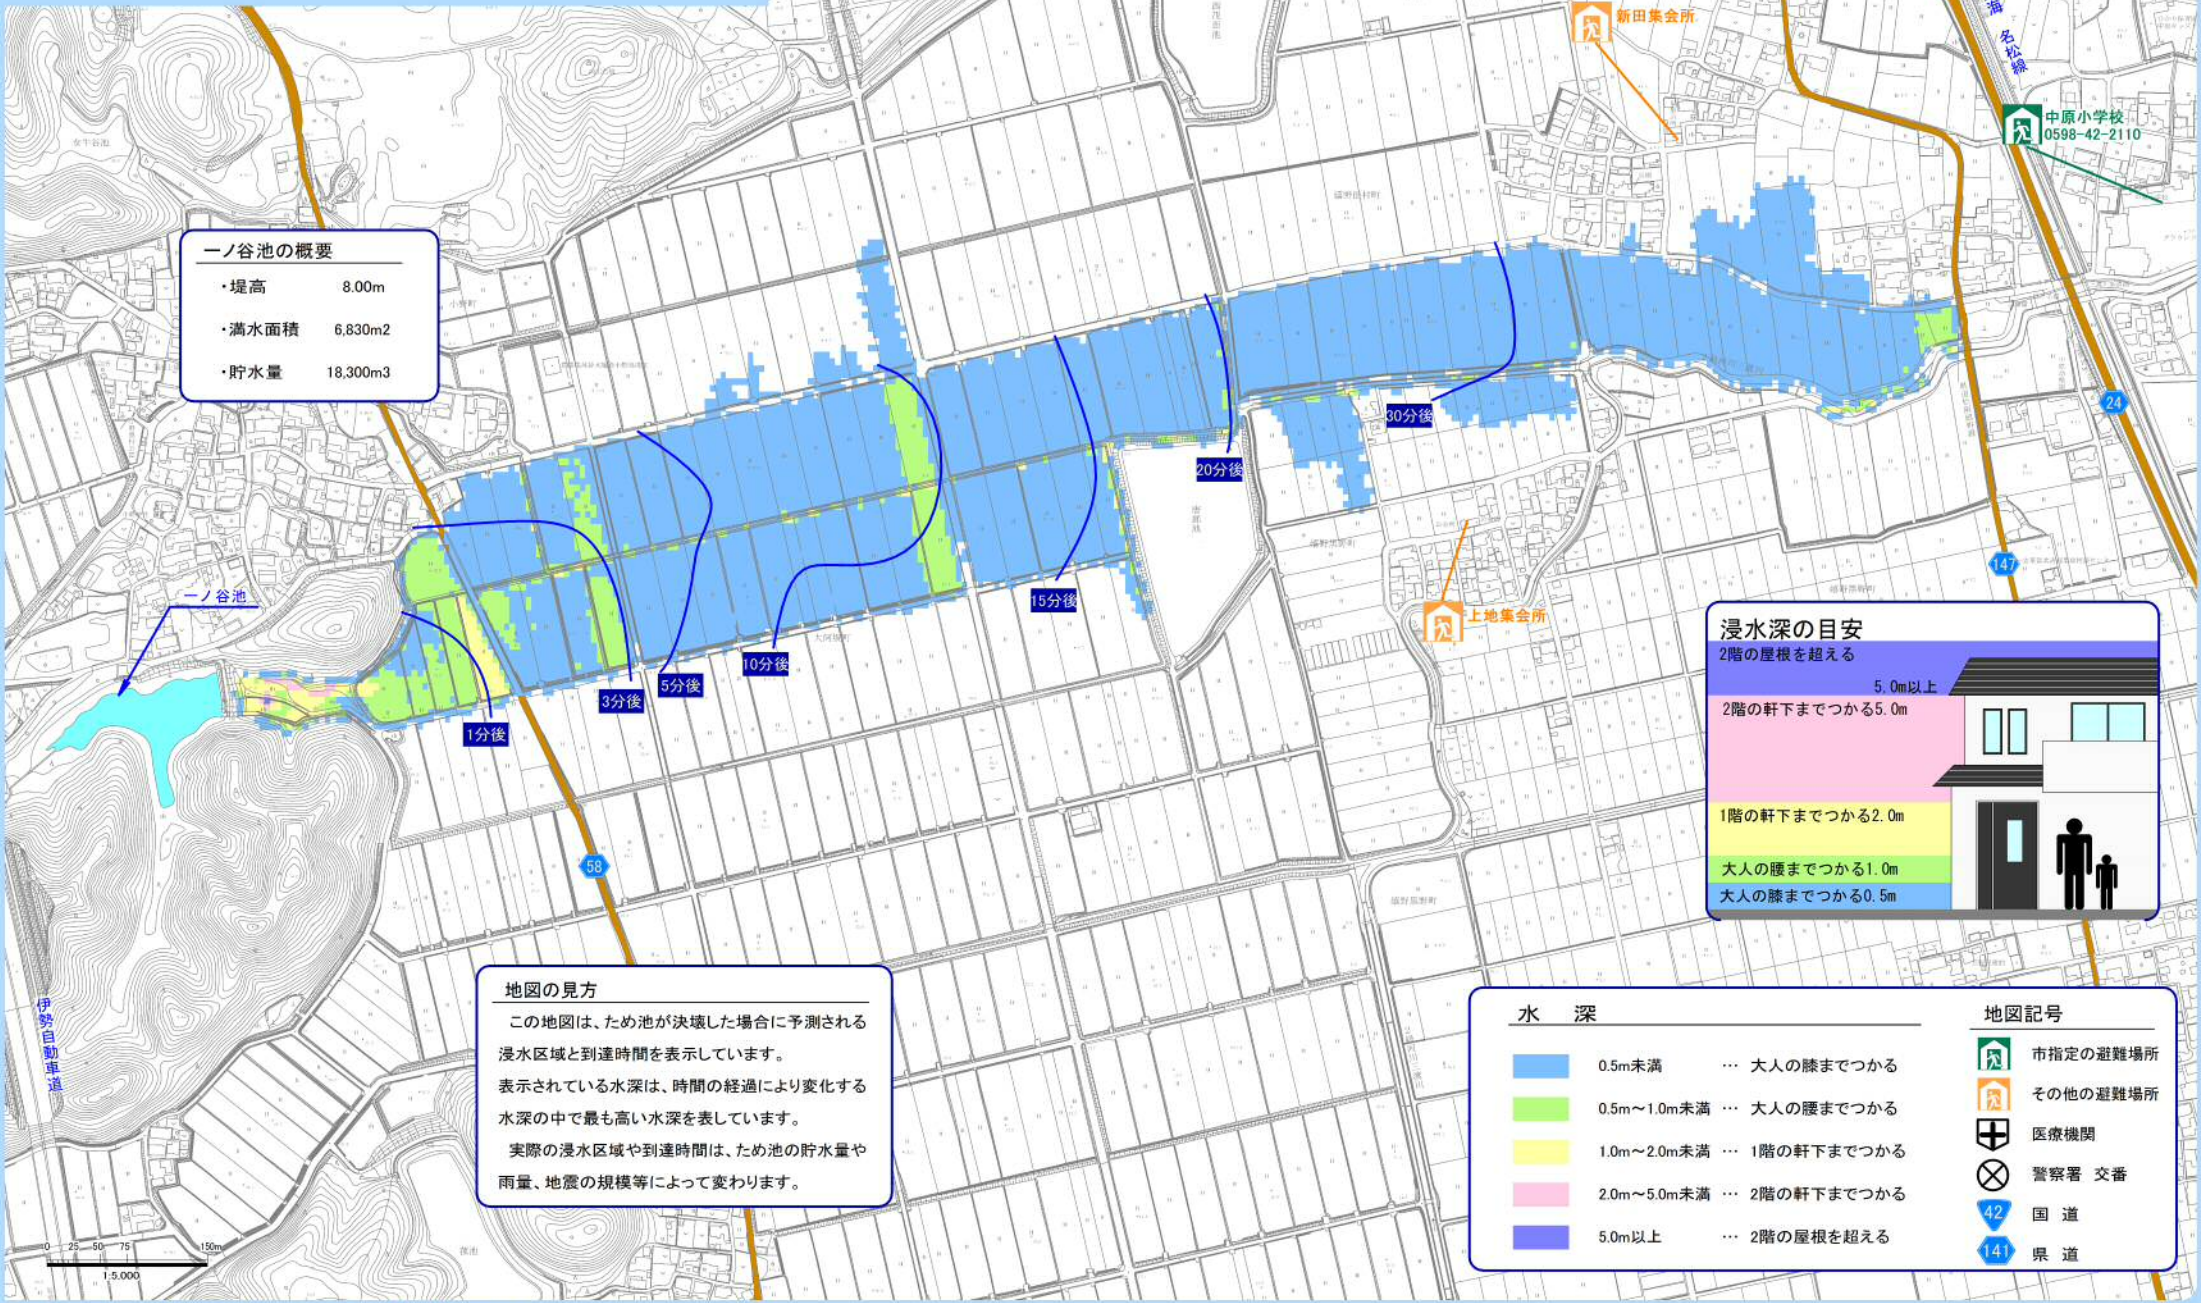 新田集会所
海
名松線
中原小学校
0598-42-2110
一ノ谷池の概要
・堤高 8.00m
・満水面積 6,830m2
・貯水量 18,300m3
小野町
嬉野田村町
一ノ谷池
1分後
3分後
5分後
10分後
15分後
20分後
30分後
大阿坂町
上地集会所
24
147
58
伊勢自動車道
浸水深の目安
2階の屋根を超える
5.0m以上
2階の軒下までつかる5.0m
1階の軒下までつかる2.0m
大人の腰までつかる1.0m
大人の膝までつかる0.5m
地図の見方
この地図は、ため池が決壊した場合に予測される
浸水区域と到達時間を表示しています。
表示されている水深は、時間の経過により変化する
水深の中で最も高い水深を表しています。
実際の浸水区域や到達時間は、ため池の貯水量や
雨量、地震の規模等によって変わります。
水 深
0.5m未満 … 大人の膝までつかる
0.5m～1.0m未満 … 大人の腰までつかる
1.0m～2.0m未満 … 1階の軒下までつかる
2.0m～5.0m未満 … 2階の軒下までつかる
5.0m以上 … 2階の屋根を超える
地図記号
市指定の避難場所
その他の避難場所
医療機関
警察署 交番
42 国 道
141 県 道
0 25 50 75 150m
1:5,000